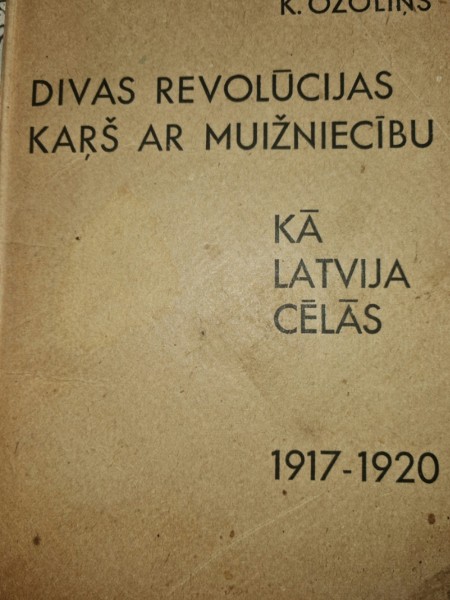 K. OZOLIŅŠ
DIVAS REVOLŪCIJAS
KAŖŠ AR MUIŽNIECĪBU
KĀ
LATVIJA
CĒLĀS
1917-1920